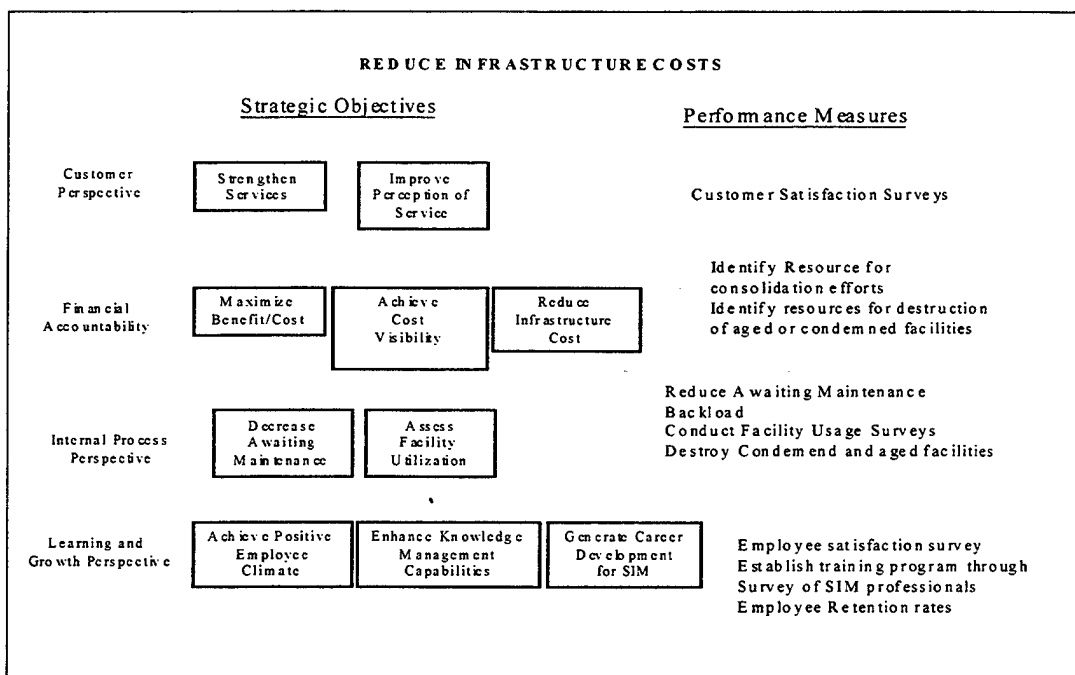 REDUCE INFRASTRUCTURE COSTS
Strategic Objectives
Performance Measures
Customer
Perspective
Strengthen
Services
Improve
Perception of
Service
Customer Satisfaction Surveys
Financial
Accountability
Maximize
Benefit/Cost
Achieve
Cost
Visibility
Reduce
Infrastructure
Cost
Identify Resource for
consolidation efforts
Identify resources for destruction
of aged or condemned facilities
Internal Process
Perspective
Decrease
Awaiting
Maintenance
Assess
Facility
Utilization
Reduce Awaiting Maintenance
Backload
Conduct Facility Usage Surveys
Destroy Condemend and aged facilities
Learning and
Growth Perspective
Achieve Positive
Employee
Climate
Enhance Knowledge
Management
Capabilities
Generate Career
Development
for SIM
Employee satisfaction survey
Establish training program through
Survey of SIM professionals
Employee Retention rates